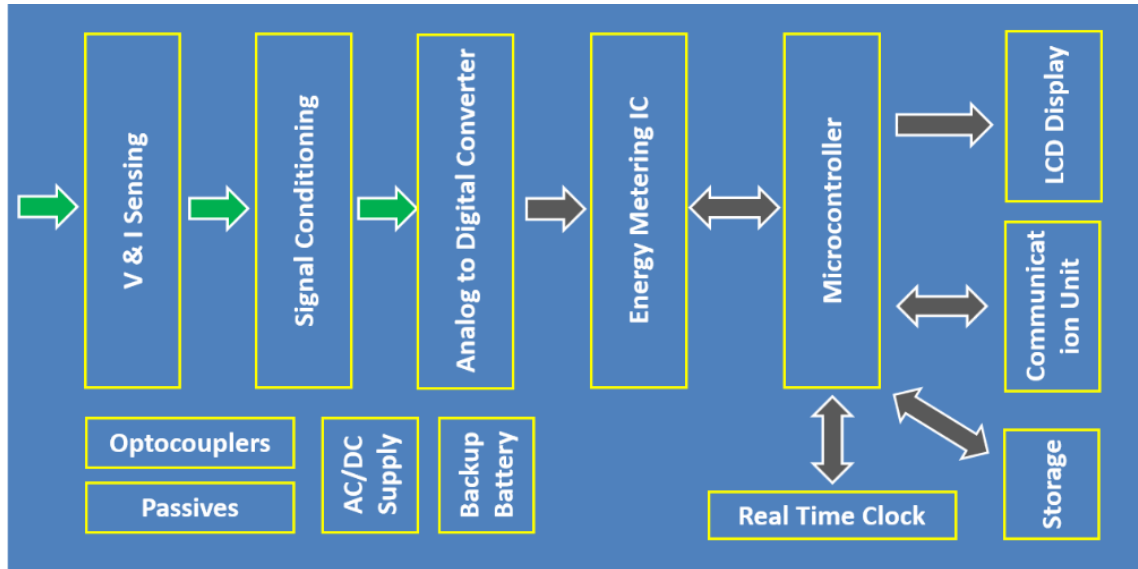 V & I Sensing
Signal Conditioning
Analog to Digital Converter
Energy Metering IC
Microcontroller
LCD Display
Communicat
ion Unit
Storage
Optocouplers
Passives
AC/DC
Supply
Backup
Battery
Real Time Clock